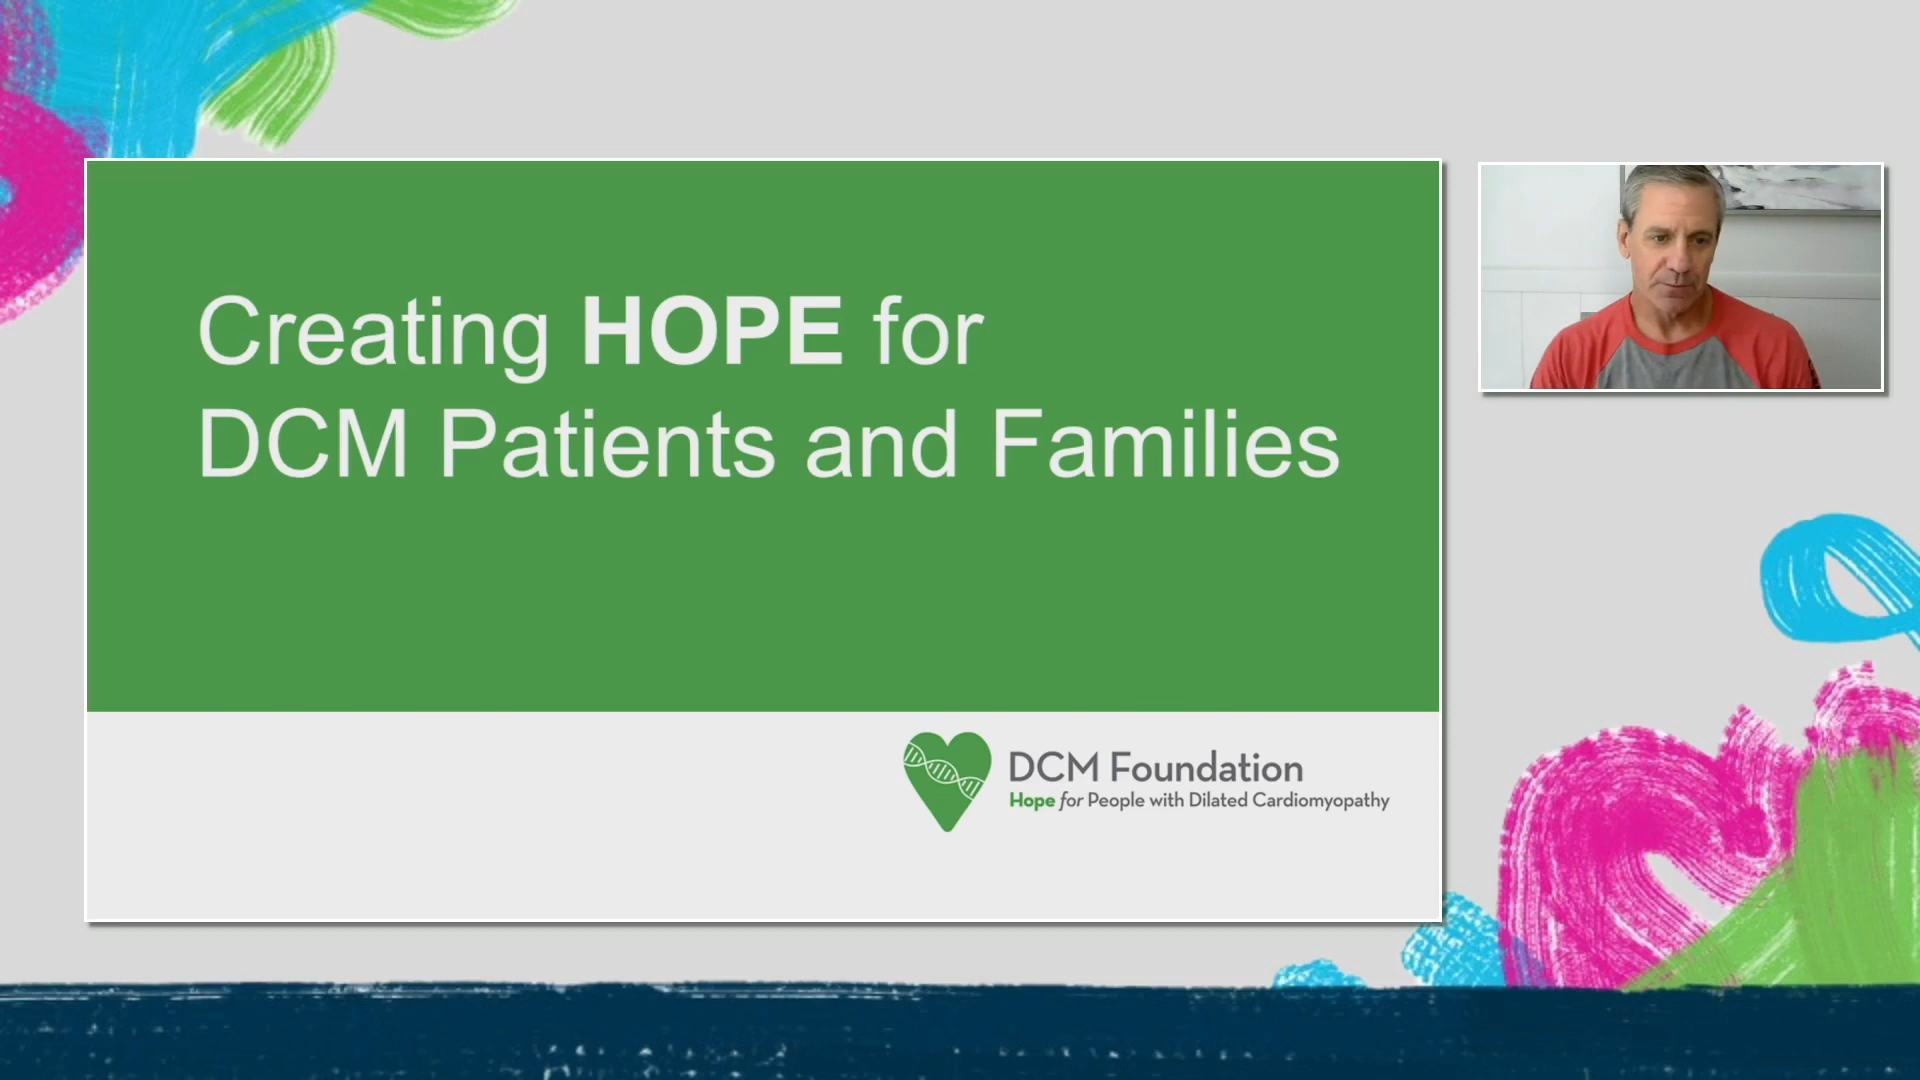 Creating HOPE for
DCM Patients and Families
DCM Foundation
Hope for People with Dilated Cardiomyopathy